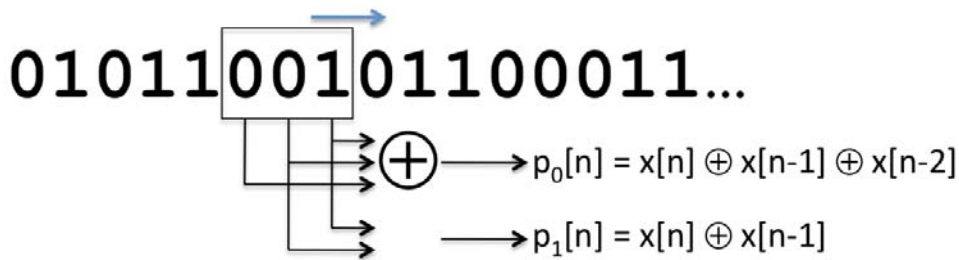 0101100101100011...
p₀[n] = x[n] ⊕ x[n-1] ⊕ x[n-2]
p₁[n] = x[n] ⊕ x[n-1]